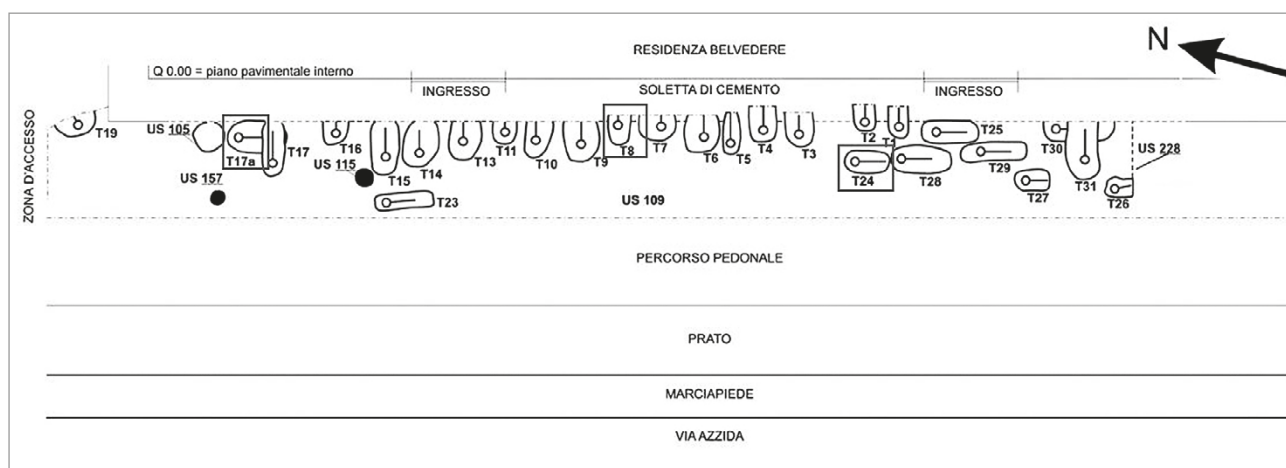 RESIDENZA BELVEDERE
N
Q 0.00 = piano pavimentale interno
INGRESSO
SOLETTA DI CEMENTO
INGRESSO
ZONA D'ACCESSO
T19
US 105
T17a
T17
T16
US 115
T15
T14
T13
T11
T10
T9
T8
T7
T6
T5
T4
T3
T2
T1
T25
T30
US 228
US 157
T23
US 109
T24
T28
T29
T27
T31
T26
PERCORSO PEDONALE
PRATO
MARCIAPIEDE
VIA AZZIDA